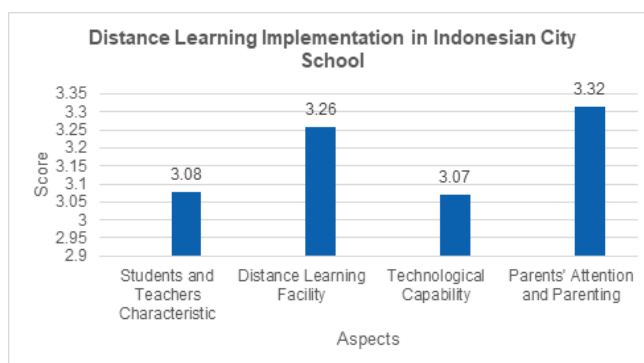 Distance Learning Implementation in Indonesian City
School
3.35
3.3
3.25
3.2
3.15
3.1
3.05
3
2.95
2.9
Score
3.08
3.26
3.07
3.32
Students and
Teachers
Characteristic
Distance Learning
Facility
Technological
Capability
Parents' Attention
and Parenting
Aspects